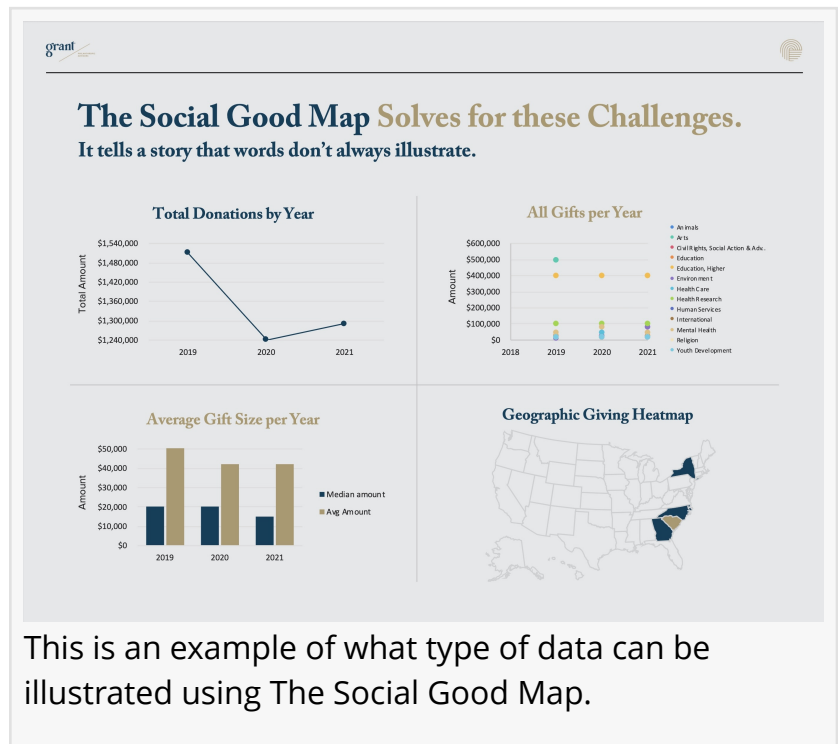 grant
The Social Good Map Solves for these Challenges.
It tells a story that words don’t always illustrate.
Total Donations by Year
Total Amount
$1,540,000
$1,480,000
$1,420,000
$1,360,000
$1,300,000
$1,240,000
2019 2020 2021
All Gifts per Year
Amount
$600,000
$500,000
$400,000
$300,000
$200,000
$100,000
$0
2018 2019 2020 2021
Animals
Arts
Civil Rights, Social Action & Adv..
Education
Education, Higher
Environment
Health Care
Health Research
Human Services
International
Mental Health
Religion
Youth Development
Average Gift Size per Year
Amount
$50,000
$40,000
$30,000
$20,000
$10,000
$0
2019 2020 2021
Median amount
Avg Amount
Geographic Giving Heatmap
This is an example of what type of data can be
illustrated using The Social Good Map.